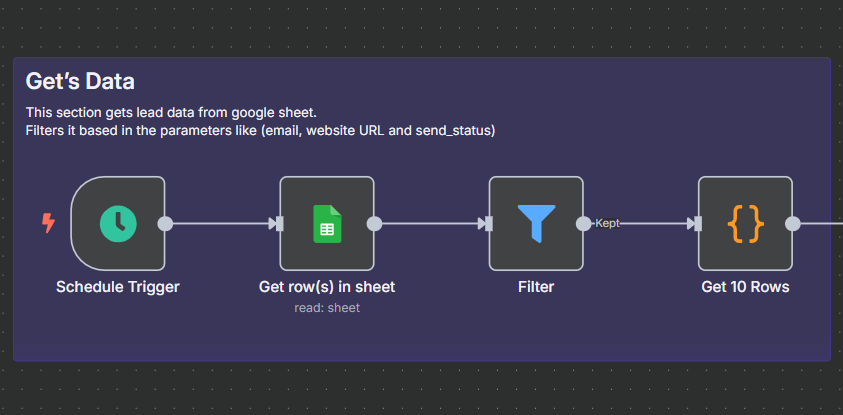 Get's Data
This section gets lead data from google sheet.
Filters it based in the parameters like (email, website URL and send_status)
Kept
Schedule Trigger
Get row(s) in sheet
Filter
Get 10 Rows
read: sheet